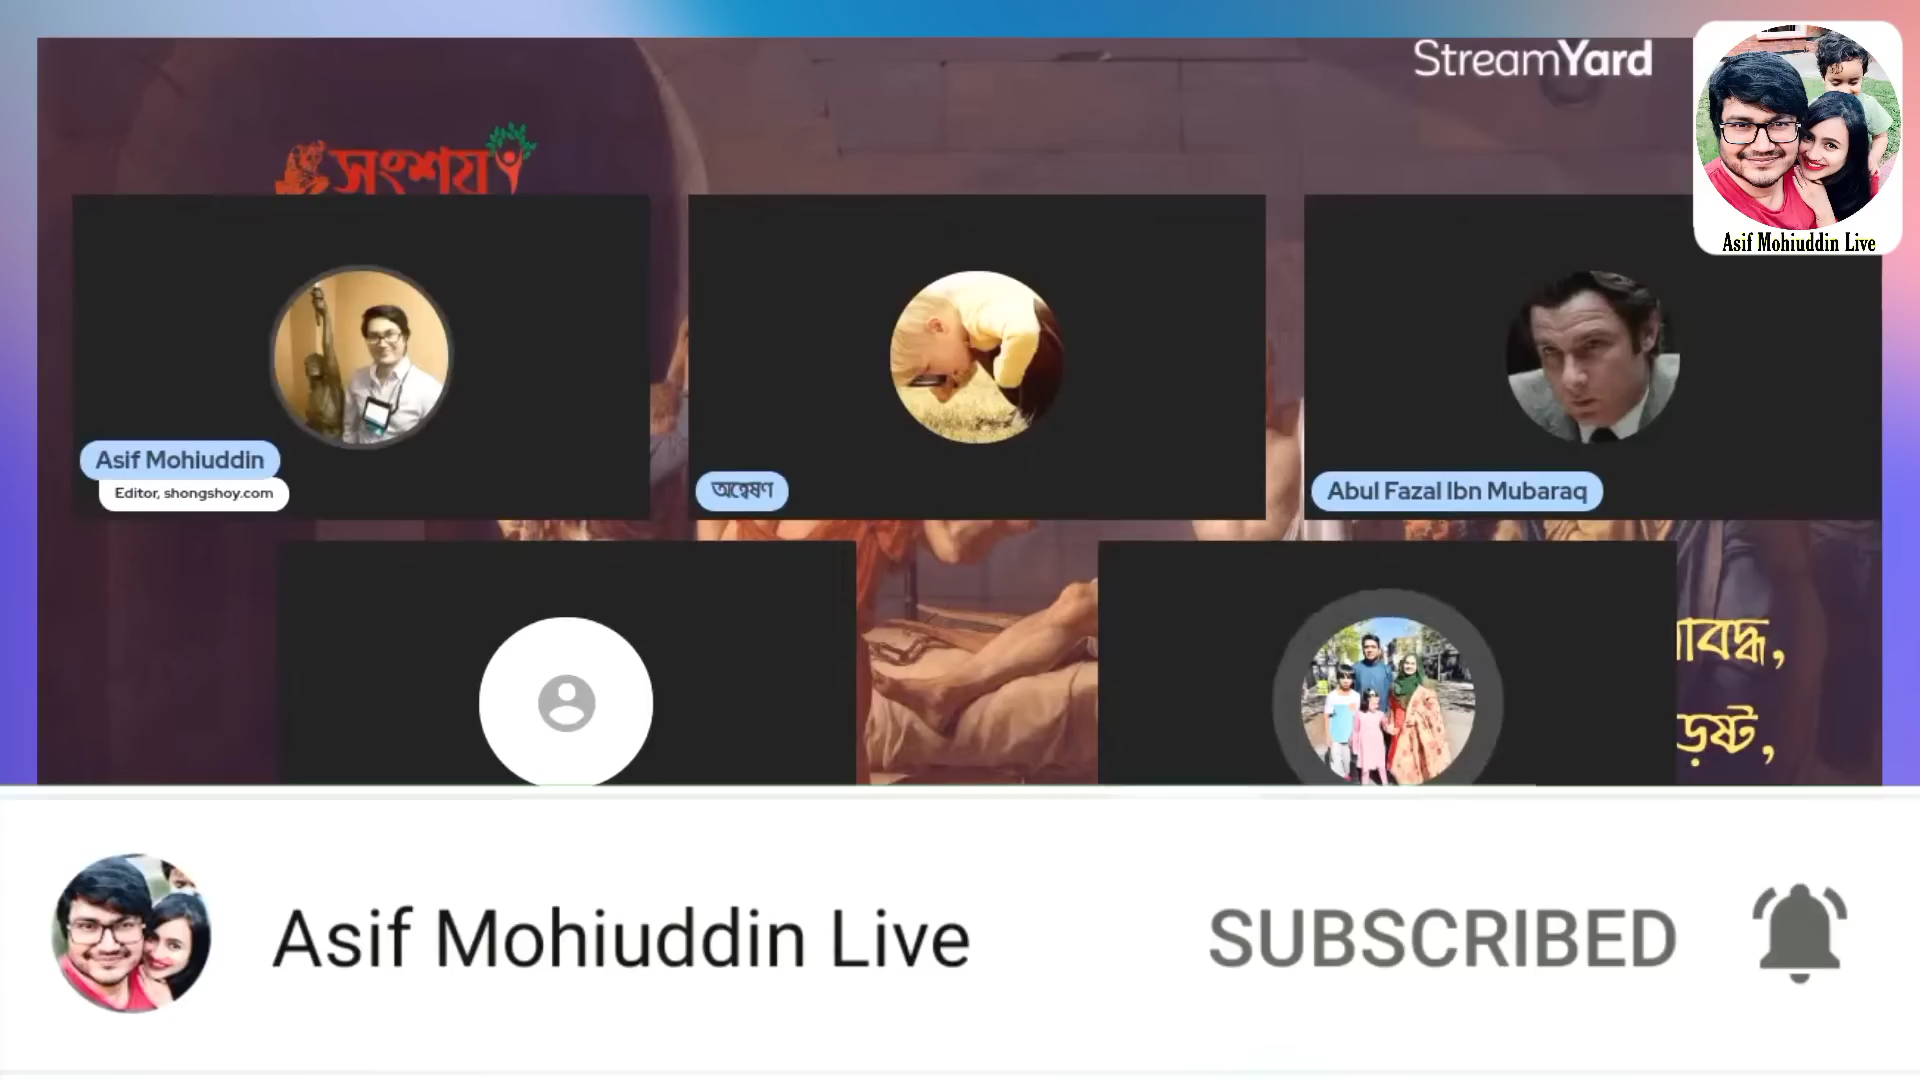 StreamYard
সংশয়
Asif Mohiuddin Live
Asif Mohiuddin
Editor, shongshoy.com
অন্বেষণ
Abul Fazal Ibn Mubaraq
Asif Mohiuddin Live
SUBSCRIBED